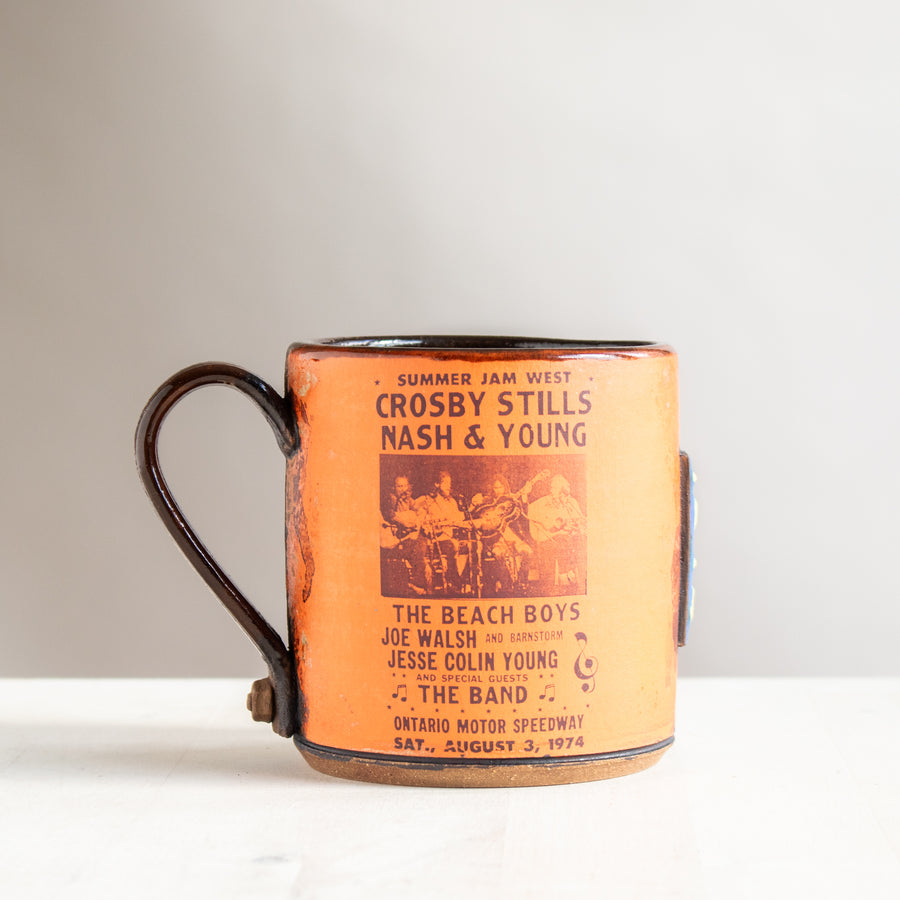 SUMMER JAM WEST
CROSBY STILLS
NASH & YOUNG
THE BEACH BOYS
JOE WALSH AND BARNSTORM
JESSE COLIN YOUNG
AND SPECIAL GUESTS
THE BAND
ONTARIO MOTOR SPEEDWAY
SAT., AUGUST 3, 1974